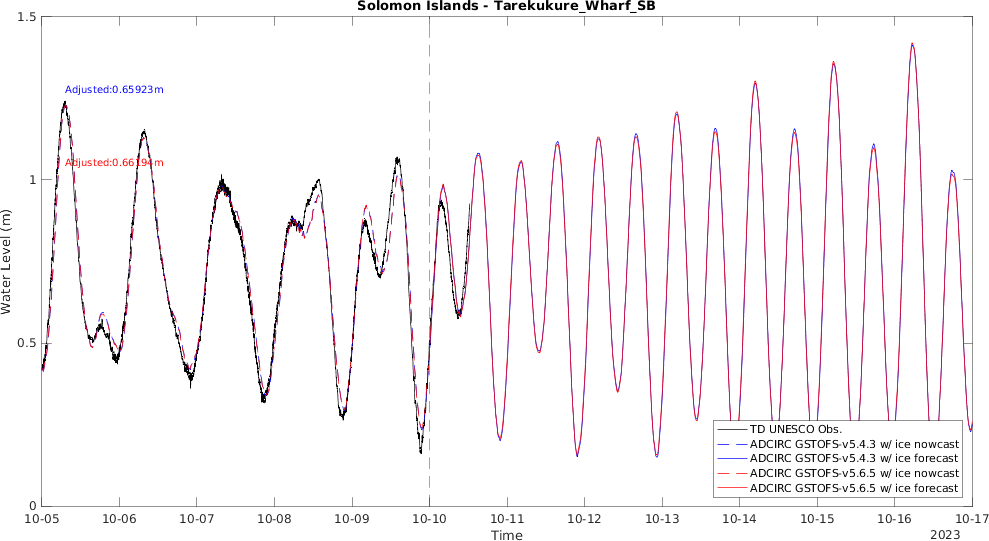 Solomon Islands - Tarekukure_Wharf_SB
1.5
1
0.5
0
Water Level (m)
Adjusted:0.65923m
Adjusted:0.66194m
TD UNESCO Obs.
ADCIRC GSTOFS-v5.4.3 w/ ice nowcast
ADCIRC GSTOFS-v5.4.3 w/ ice forecast
ADCIRC GSTOFS-v5.6.5 w/ ice nowcast
ADCIRC GSTOFS-v5.6.5 w/ ice forecast
10-05 10-06 10-07 10-08 10-09 10-10 10-11 10-12 10-13 10-14 10-15 10-16 10-17
Time
2023